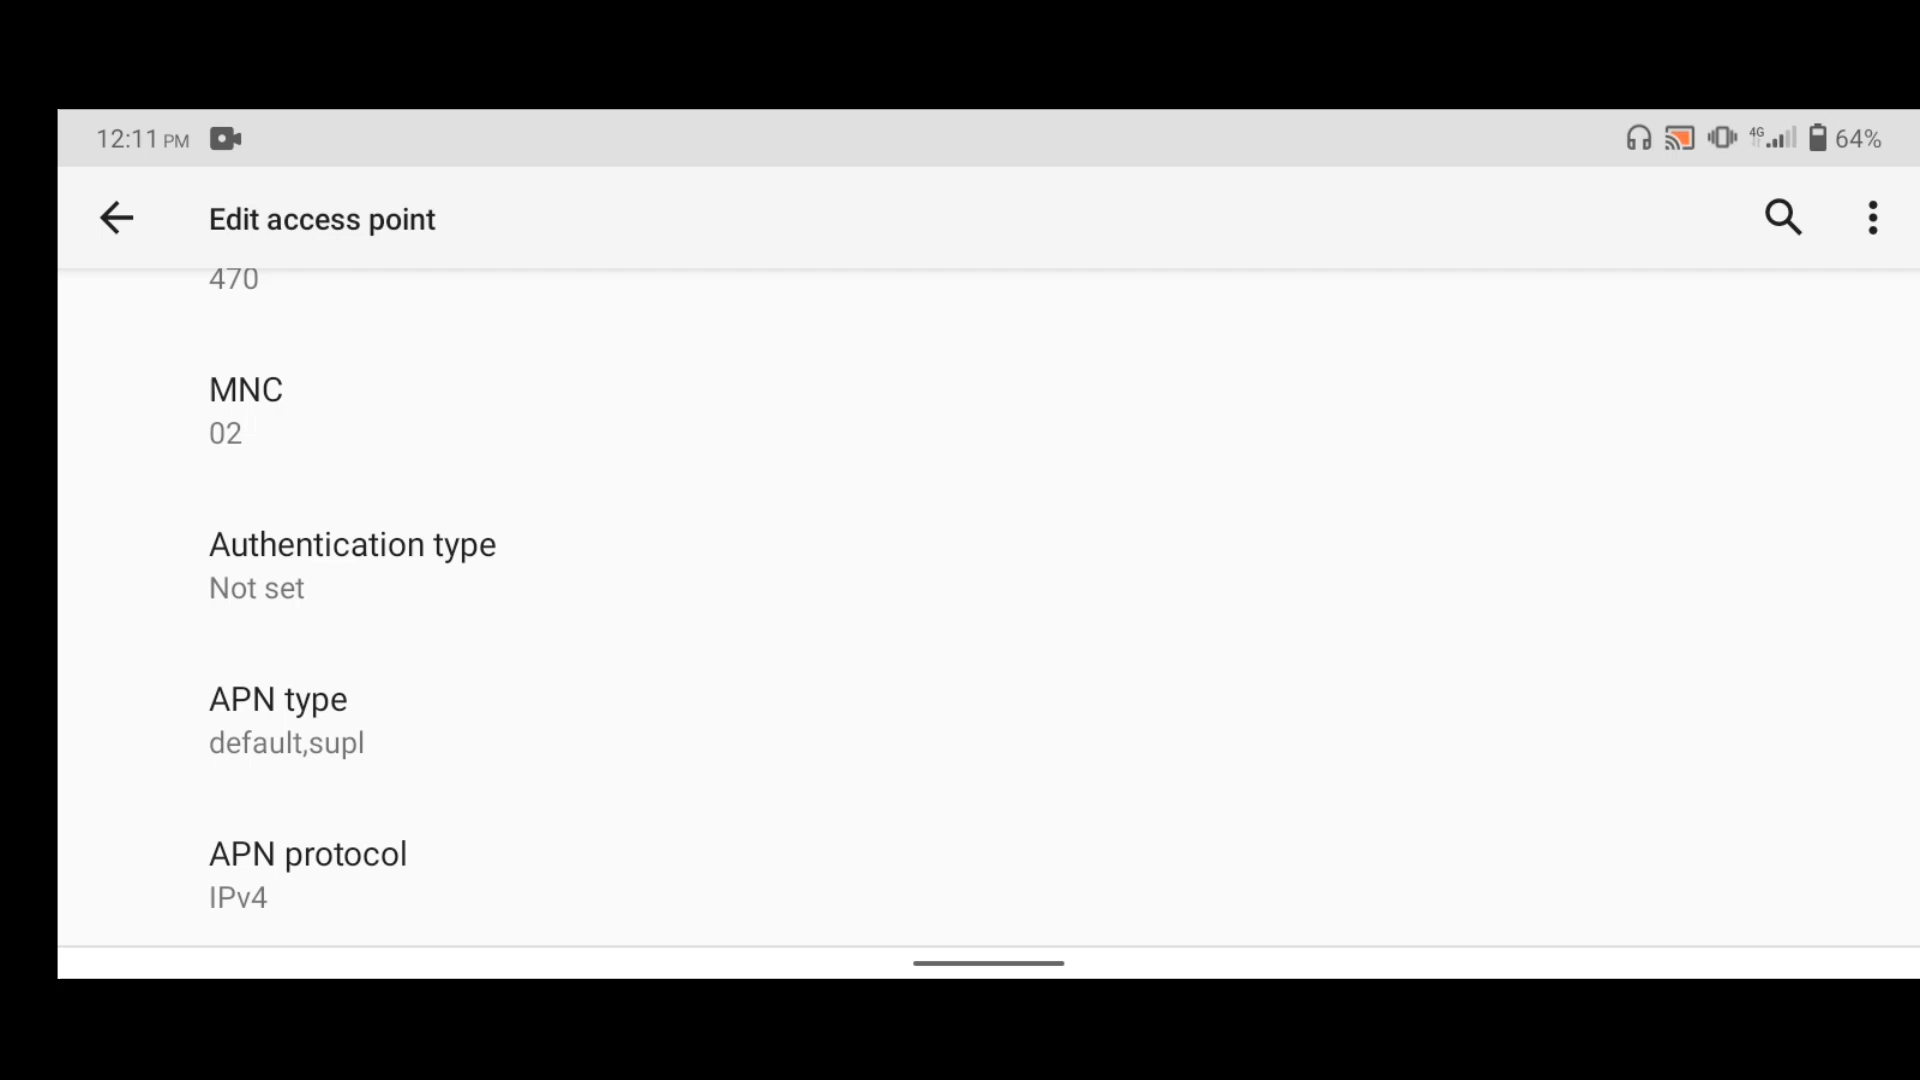 12:11 PM
4G
64%
Edit access point
470
MNC
02
Authentication type
Not set
APN type
default,supl
APN protocol
IPv4